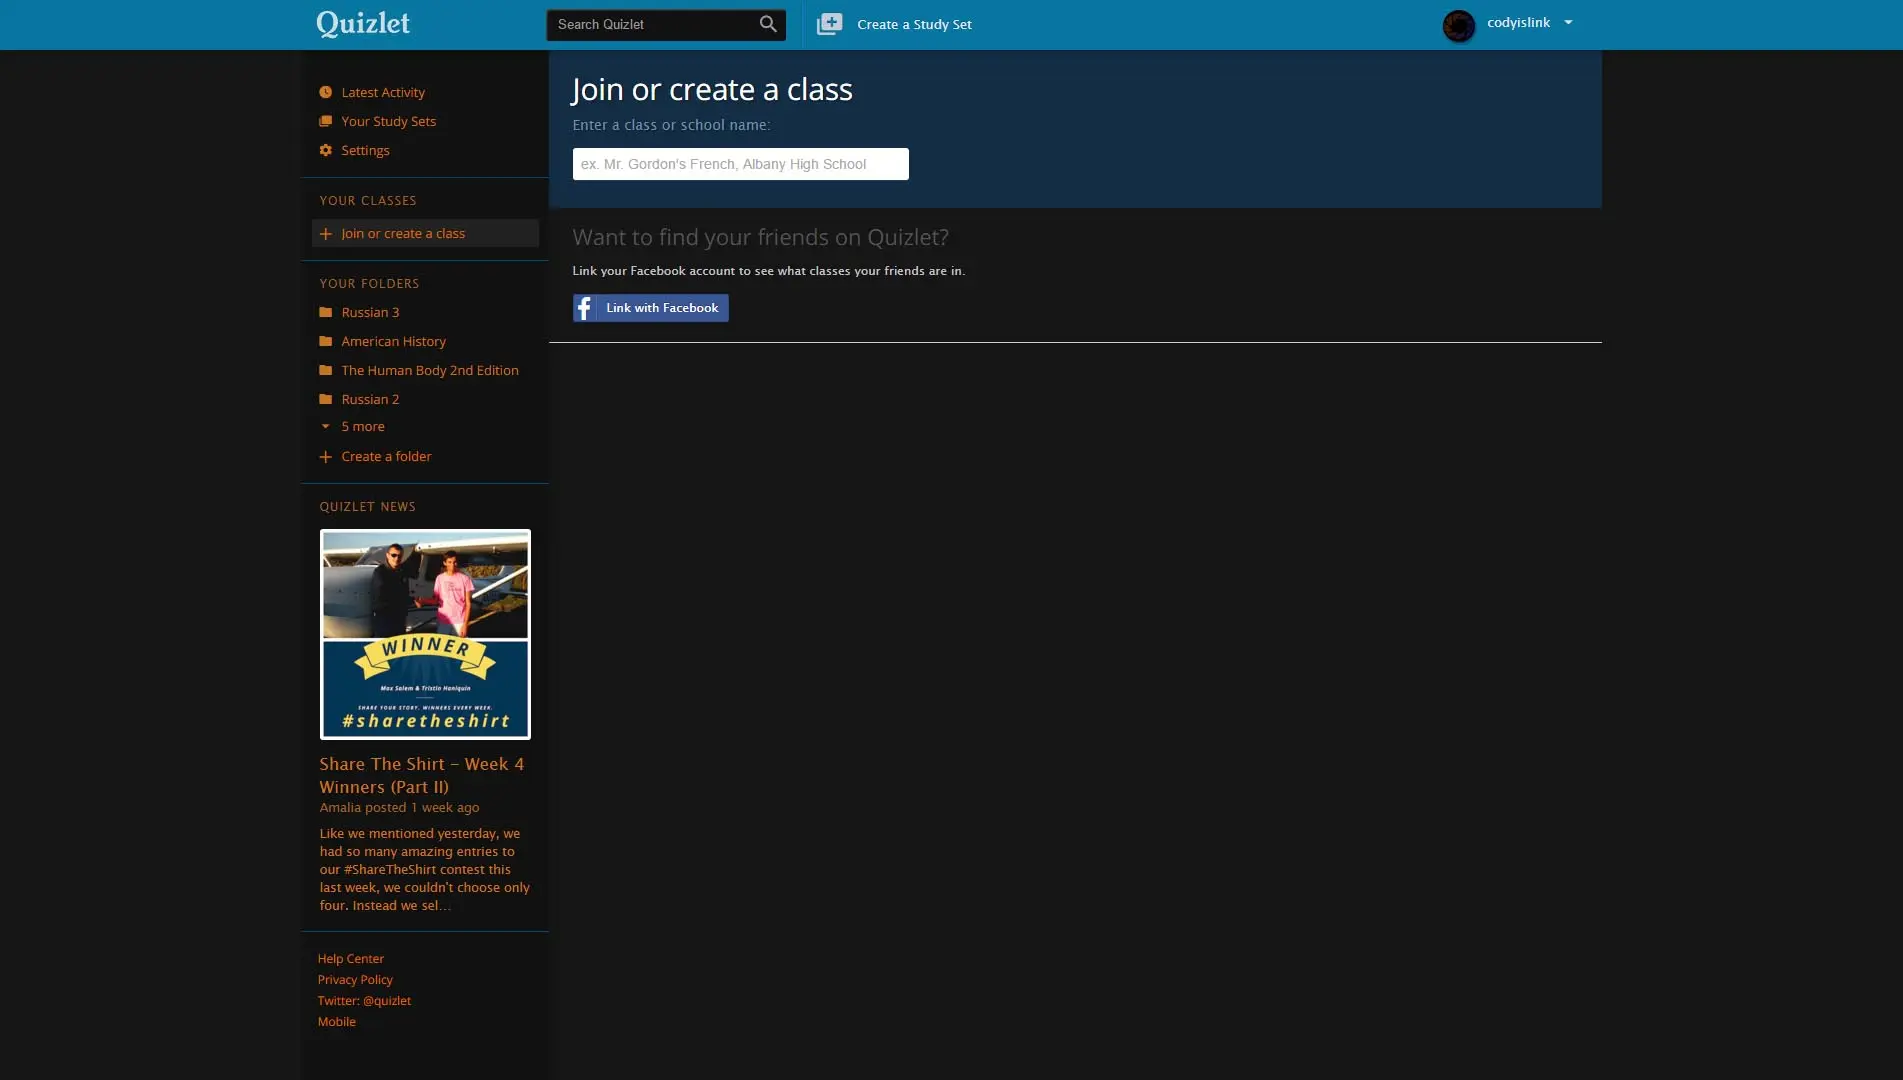 Quizlet
Search Quizlet
Create a Study Set
codyislink
Latest Activity
Your Study Sets
Settings
YOUR CLASSES
Join or create a class
YOUR FOLDERS
Russian 3
American History
The Human Body 2nd Edition
Russian 2
5 more
Create a folder
QUIZLET NEWS
WINNER
Max Salem & Tristin Haniquin
SHARE YOUR STORY. WINNERS EVERY WEEK.
#sharetheshirt
Share The Shirt – Week 4
Winners (Part II)
Amalia posted 1 week ago
Like we mentioned yesterday, we
had so many amazing entries to
our #ShareTheShirt contest this
last week, we couldn't choose only
four. Instead we sel…
Help Center
Privacy Policy
Twitter: @quizlet
Mobile
Join or create a class
Enter a class or school name:
ex. Mr. Gordon's French, Albany High School
Want to find your friends on Quizlet?
Link your Facebook account to see what classes your friends are in.
f Link with Facebook